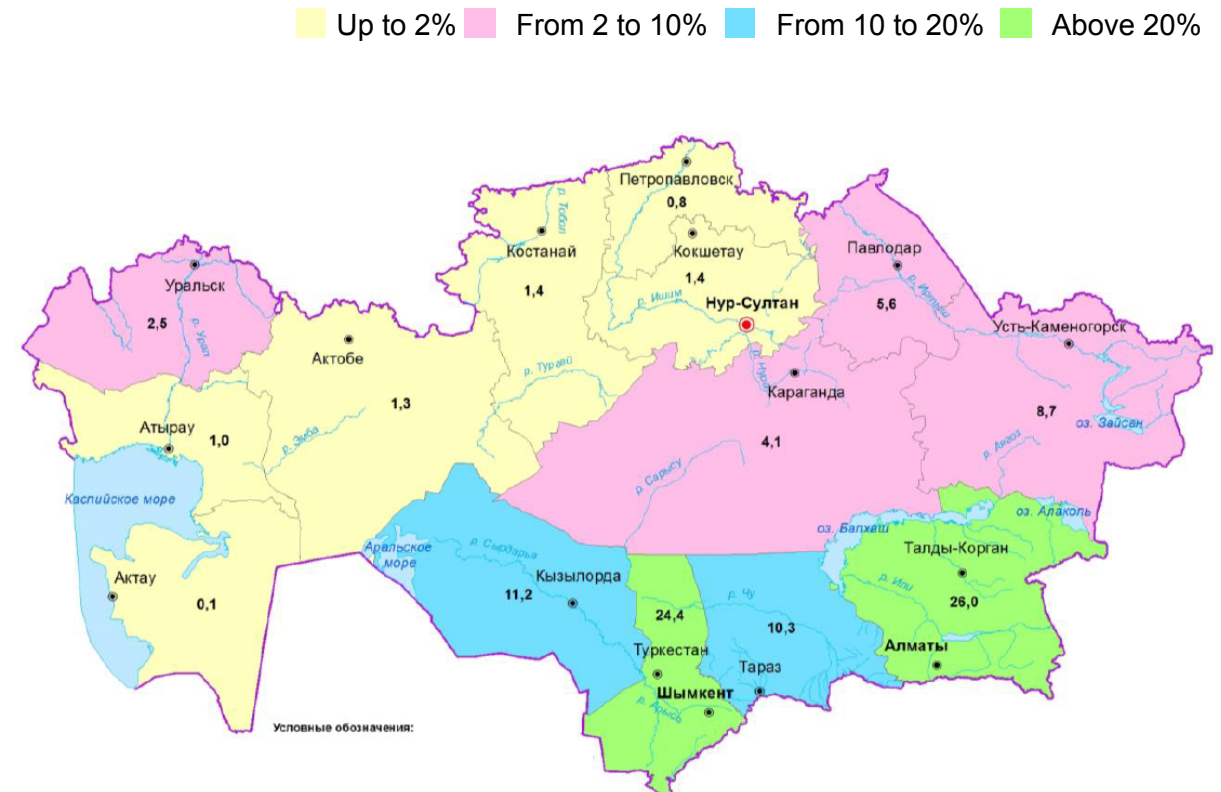 Up to 2% From 2 to 10% From 10 to 20% Above 20%
Петропавловск
0,8
р. Тобол
Костанай
1,4
Кокшетау
1,4
р. Ишим
Нур-Султан
Павлодар
р. Иртыш
5,6
Уральск
2,5
р. Урал
Усть-Каменогорск
Актобе
1,3
р. Тургай
р. Нура
Караганда
4,1
8,7
оз. Зайсан
Атырау
1,0
р. Эмба
р. Сарысу
р. Аягоз
Каспийское море
оз. Балхаш
оз. Алаколь
Аральское
море
р. Сырдарья
Талды-Корган
Актау
0,1
Кызылорда
11,2
р. Чу
р. Или
26,0
24,4
10,3
Туркестан
Тараз
Алматы
Шымкент
р. Арысь
Условные обозначения: